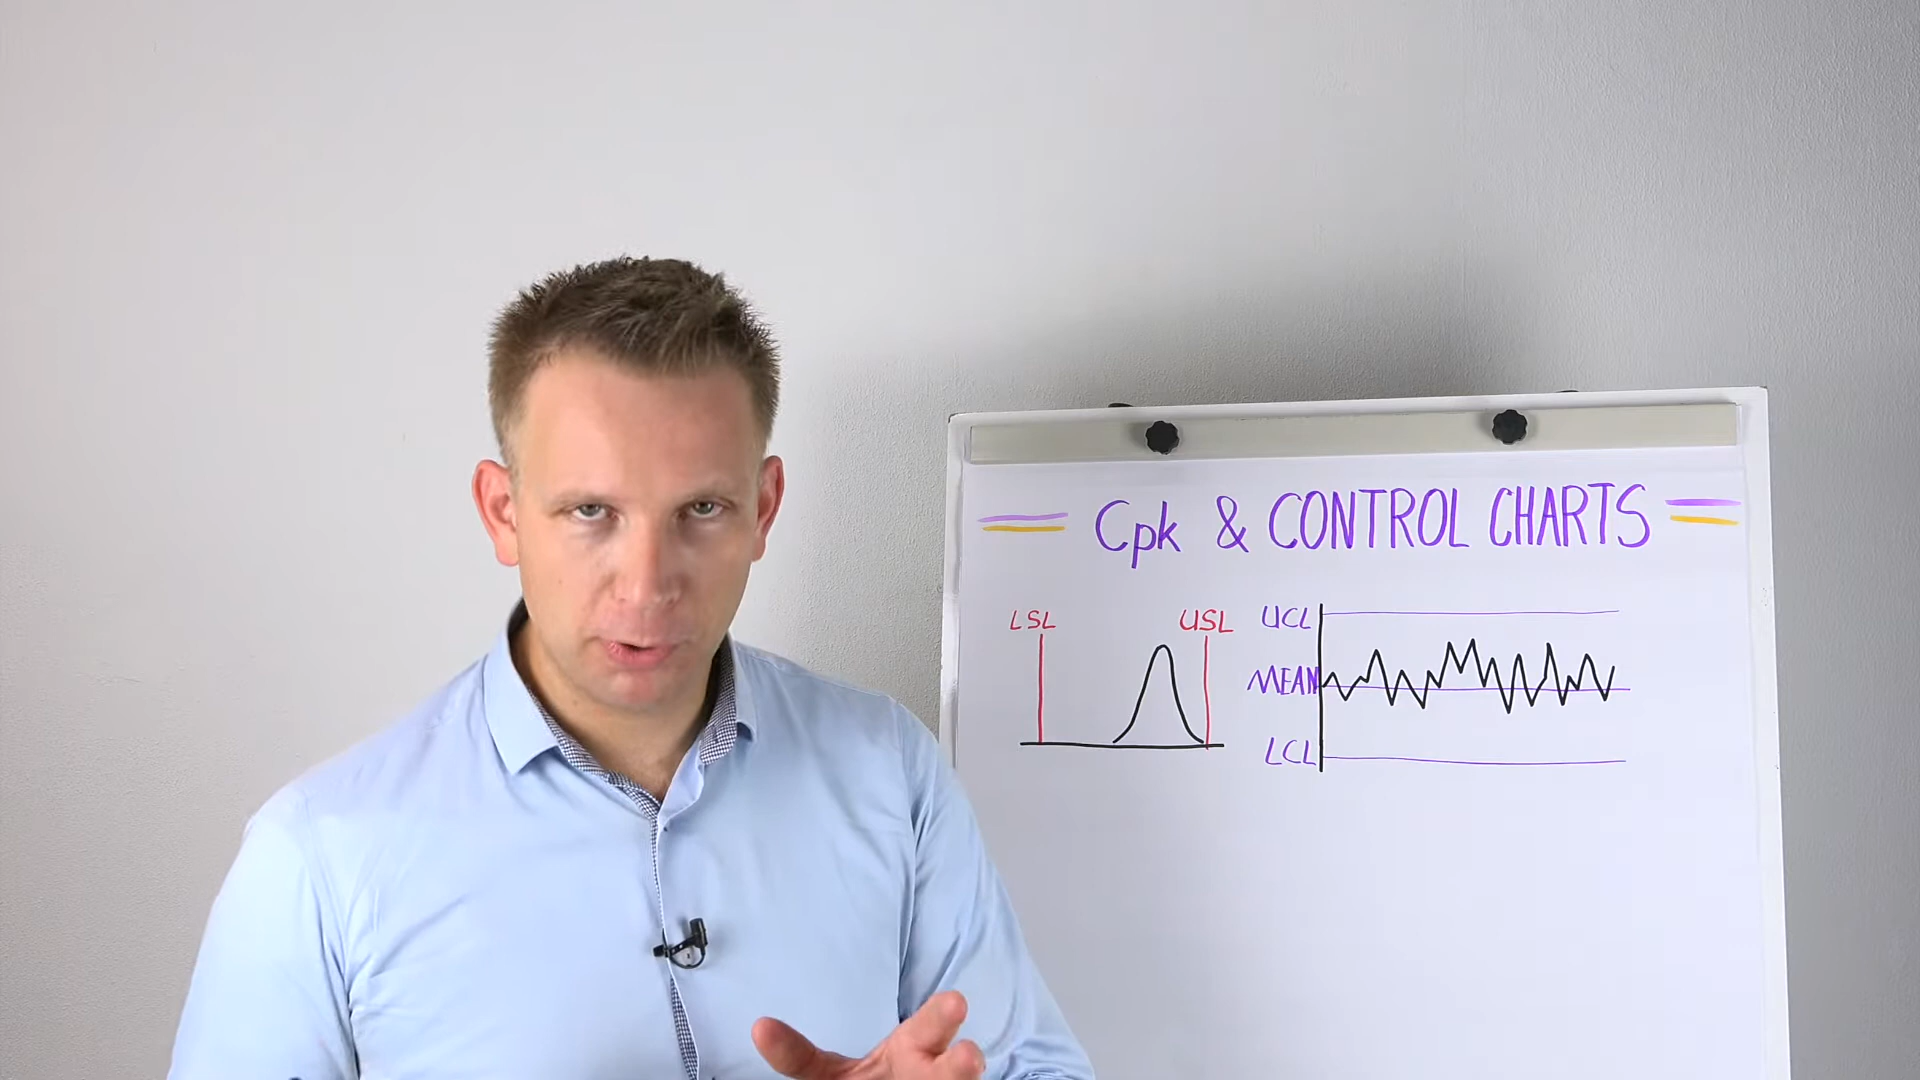 Cpk & CONTROL CHARTS
LSL
USL
UCL
MEAN
LCL